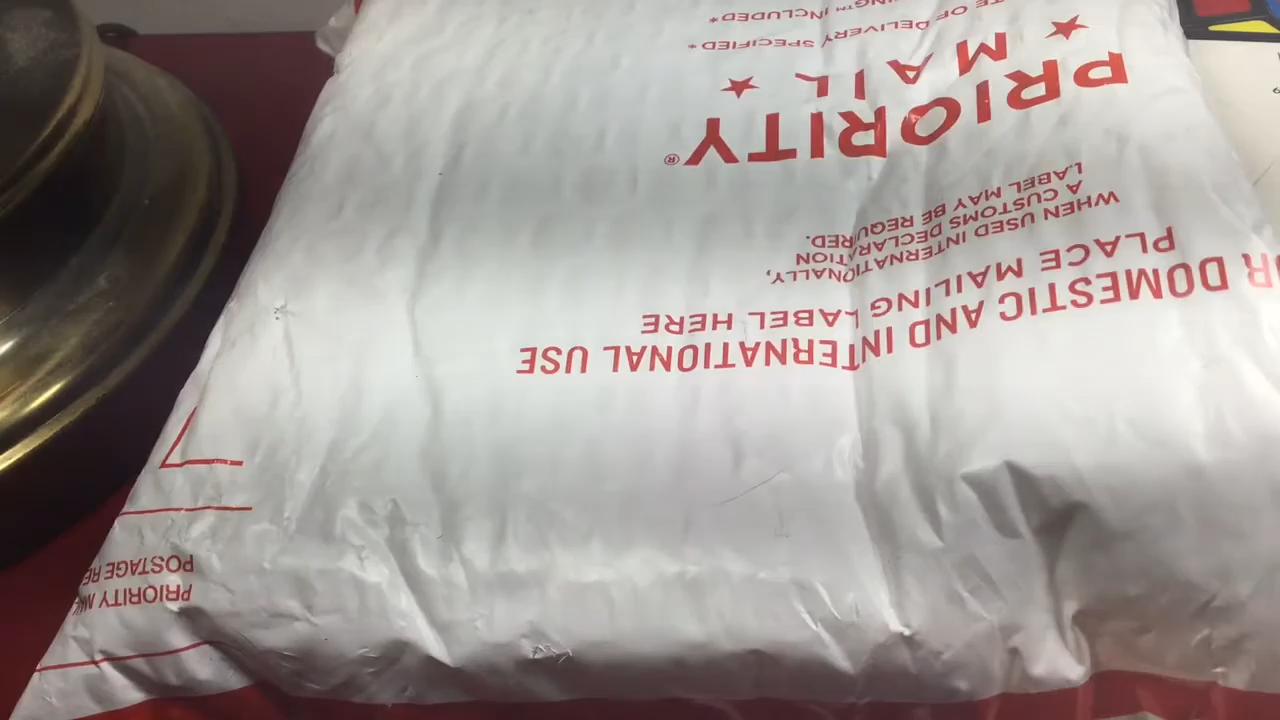 PRIORITY
POSTAGE
DOMESTIC AND INTERNATIONAL USE
PLACE MAILING LABEL HERE
WHEN USED INTERNATIONALLY,
A CUSTOMS DECLARATION
LABEL MAY BE REQUIRED.
PRIORITY®
★ MAIL ★
OF DELIVERY SPECIFIED*
INCLUDED*